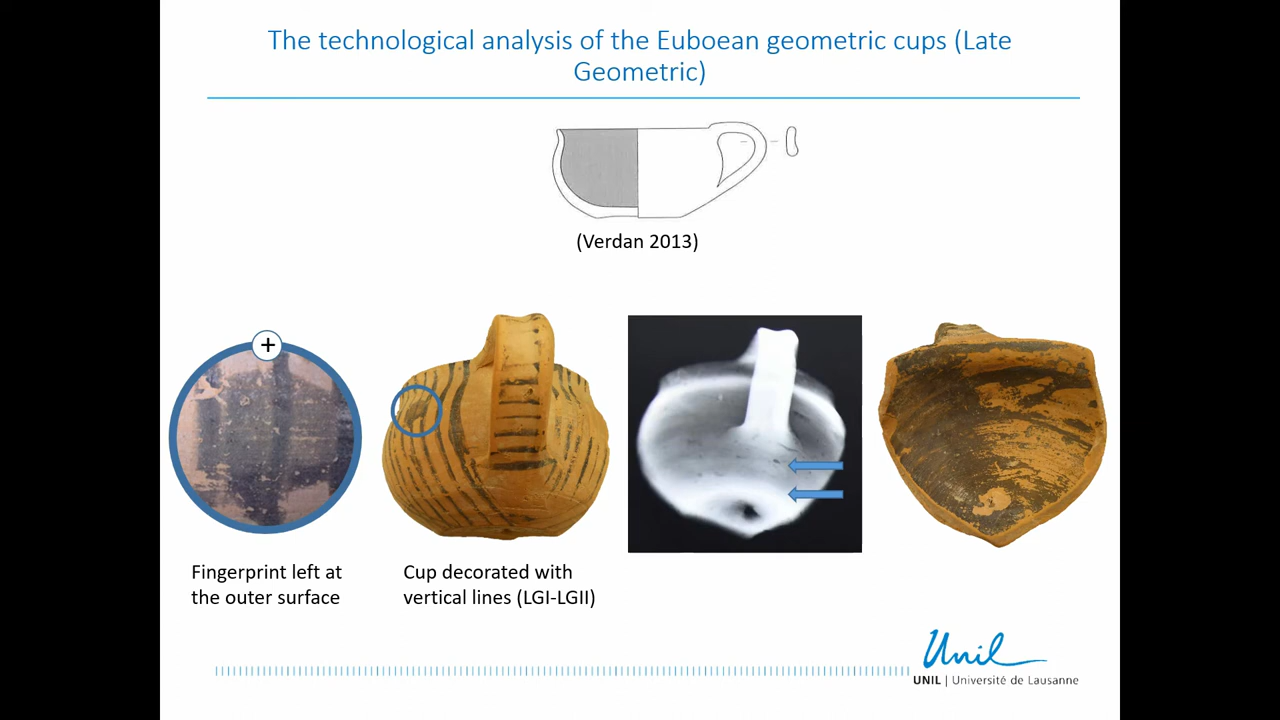 The technological analysis of the Euboean geometric cups (Late
Geometric)
(Verdan 2013)
+
Fingerprint left at
the outer surface
Cup decorated with
vertical lines (LGI-LGII)
Unil
UNIL | Université de Lausanne